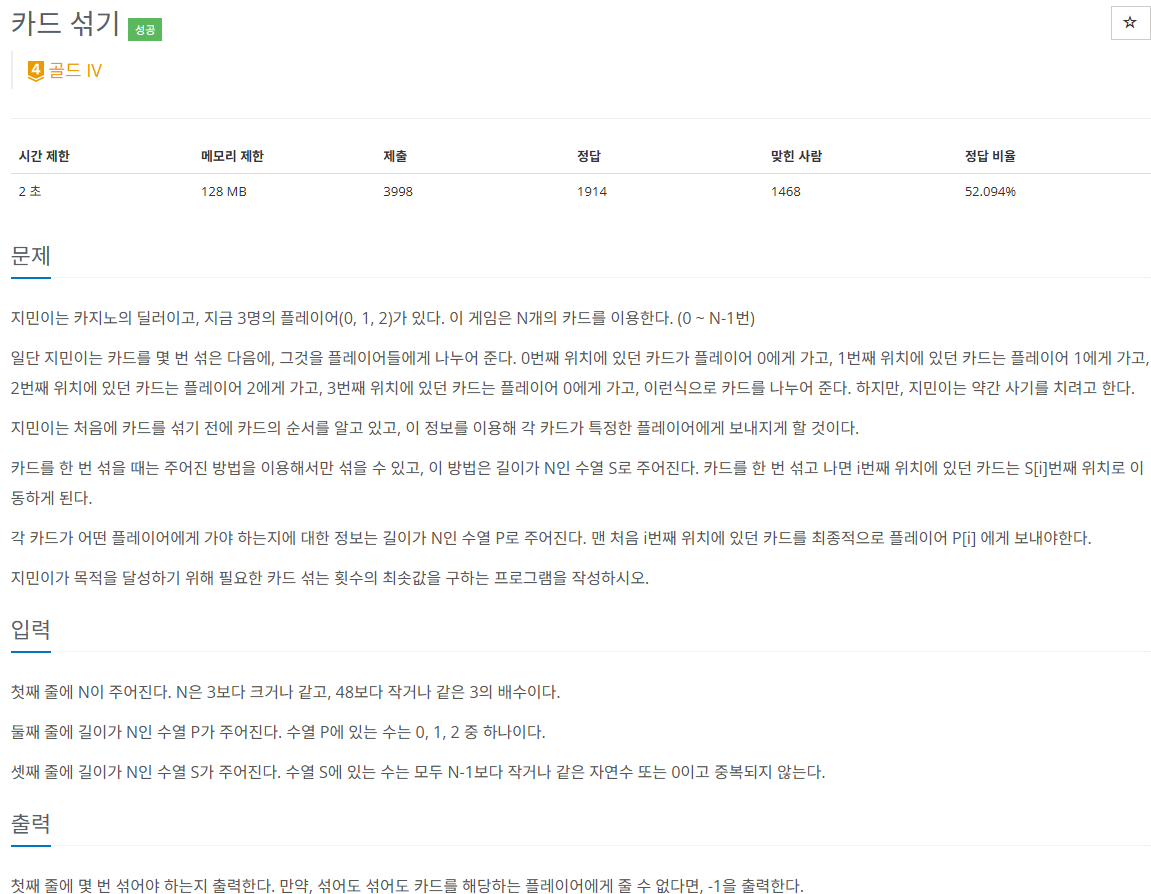 카드 섞기 성공
☆
4 골드 IV
시간 제한 메모리 제한 제출 정답 맞힌 사람 정답 비율
2 초 128 MB 3998 1914 1468 52.094%
문제
지민이는 카지노의 딜러이고, 지금 3명의 플레이어(0, 1, 2)가 있다. 이 게임은 N개의 카드를 이용한다. (0 ~ N-1번)
일단 지민이는 카드를 몇 번 섞은 다음에, 그것을 플레이어들에게 나누어 준다. 0번째 위치에 있던 카드가 플레이어 0에게 가고, 1번째 위치에 있던 카드는 플레이어 1에게 가고,
2번째 위치에 있던 카드는 플레이어 2에게 가고, 3번째 위치에 있던 카드는 플레이어 0에게 가고, 이런식으로 카드를 나누어 준다. 하지만, 지민이는 약간 사기를 치려고 한다.
지민이는 처음에 카드를 섞기 전에 카드의 순서를 알고 있고, 이 정보를 이용해 각 카드가 특정한 플레이어에게 보내지게 할 것이다.
카드를 한 번 섞을 때는 주어진 방법을 이용해서만 섞을 수 있고, 이 방법은 길이가 N인 수열 S로 주어진다. 카드를 한 번 섞고 나면 i번째 위치에 있던 카드는 S[i]번째 위치로 이
동하게 된다.
각 카드가 어떤 플레이어에게 가야 하는지에 대한 정보는 길이가 N인 수열 P로 주어진다. 맨 처음 i번째 위치에 있던 카드를 최종적으로 플레이어 P[i] 에게 보내야한다.
지민이가 목적을 달성하기 위해 필요한 카드 섞는 횟수의 최솟값을 구하는 프로그램을 작성하시오.
입력
첫째 줄에 N이 주어진다. N은 3보다 크거나 같고, 48보다 작거나 같은 3의 배수이다.
둘째 줄에 길이가 N인 수열 P가 주어진다. 수열 P에 있는 수는 0, 1, 2 중 하나이다.
셋째 줄에 길이가 N인 수열 S가 주어진다. 수열 S에 있는 수는 모두 N-1보다 작거나 같은 자연수 또는 0이고 중복되지 않는다.
출력
첫째 줄에 몇 번 섞어야 하는지 출력한다. 만약, 섞어도 섞어도 카드를 해당하는 플레이어에게 줄 수 없다면, -1을 출력한다.